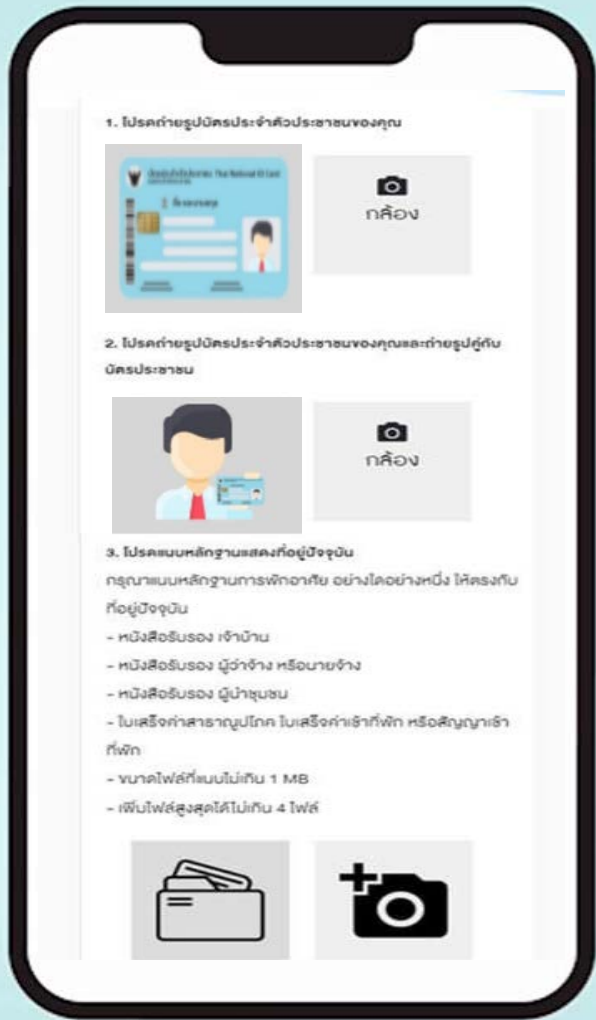 1. โปรดถ่ายรูปบัตรประจำตัวประชาชนของคุณ
Thai National ID Card
กล้อง
2. โปรดถ่ายรูปบัตรประจำตัวประชาชนของคุณและถ่ายรูปคู่กับ
บัตรประชาชน
กล้อง
3. โปรดแนบหลักฐานแสดงที่อยู่ปัจจุบัน
กรุณาแนบหลักฐานการพักอาศัย อย่างใดอย่างหนึ่ง ให้ตรงกับ
ที่อยู่ปัจจุบัน
- หนังสือรับรอง เจ้าบ้าน
- หนังสือรับรอง ผู้ว่าจ้าง หรือนายจ้าง
- หนังสือรับรอง ผู้นำชุมชน
- ใบเสร็จค่าสาธาณูปโภค ใบเสร็จค่าเช้าที่พัก หรือสัญญาเช้า
ที่พัก
- ขนาดไฟล์ที่แนบไม่เกิน 1 MB
- เพิ่มไฟล์สูงสุดได้ไม่เกิน 4 ไฟล์